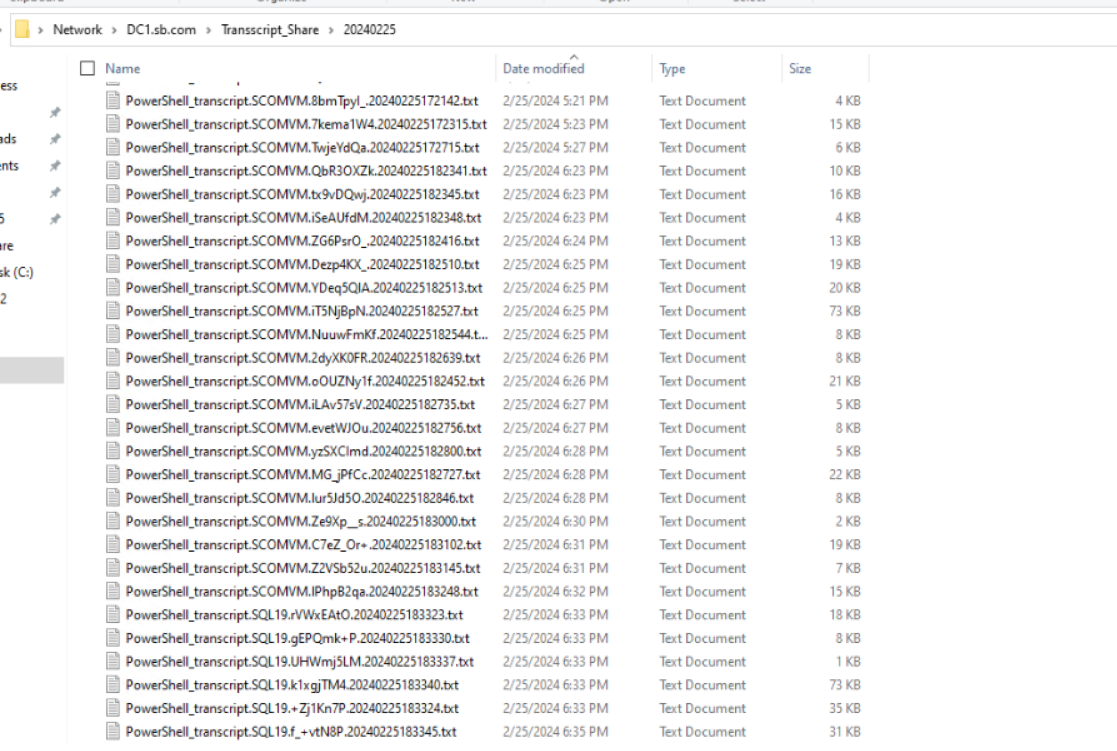 Network > DC1.sb.com > Transscript_Share > 20240225
Name Date modified Type Size
PowerShell_transcript.SCOMVM.8bmTpyI_.20240225172142.txt 2/25/2024 5:21 PM Text Document 4 KB
PowerShell_transcript.SCOMVM.7kema1W4.20240225172315.txt 2/25/2024 5:23 PM Text Document 15 KB
PowerShell_transcript.SCOMVM.TwjeYdQa.20240225172715.txt 2/25/2024 5:27 PM Text Document 6 KB
PowerShell_transcript.SCOMVM.QbR3OXZk.20240225182341.txt 2/25/2024 6:23 PM Text Document 10 KB
PowerShell_transcript.SCOMVM.tx9vDQwj.20240225182345.txt 2/25/2024 6:23 PM Text Document 16 KB
PowerShell_transcript.SCOMVM.iSeAUfdM.20240225182348.txt 2/25/2024 6:23 PM Text Document 4 KB
PowerShell_transcript.SCOMVM.ZG6PsrO_.20240225182416.txt 2/25/2024 6:24 PM Text Document 13 KB
PowerShell_transcript.SCOMVM.Dezp4KX_.20240225182510.txt 2/25/2024 6:25 PM Text Document 19 KB
PowerShell_transcript.SCOMVM.YDeq5QIA.20240225182513.txt 2/25/2024 6:25 PM Text Document 20 KB
PowerShell_transcript.SCOMVM.iT5NjBpN.20240225182527.txt 2/25/2024 6:25 PM Text Document 73 KB
PowerShell_transcript.SCOMVM.NuuwFmKf.20240225182544.t... 2/25/2024 6:25 PM Text Document 8 KB
PowerShell_transcript.SCOMVM.2dyXK0FR.20240225182639.txt 2/25/2024 6:26 PM Text Document 8 KB
PowerShell_transcript.SCOMVM.oOUZNy1f.20240225182452.txt 2/25/2024 6:26 PM Text Document 21 KB
PowerShell_transcript.SCOMVM.iLAv57sV.20240225182735.txt 2/25/2024 6:27 PM Text Document 5 KB
PowerShell_transcript.SCOMVM.evetWJOu.20240225182756.txt 2/25/2024 6:27 PM Text Document 8 KB
PowerShell_transcript.SCOMVM.yzSXClmd.20240225182800.txt 2/25/2024 6:28 PM Text Document 5 KB
PowerShell_transcript.SCOMVM.MG_jPfCc.20240225182727.txt 2/25/2024 6:28 PM Text Document 22 KB
PowerShell_transcript.SCOMVM.Iur5Jd5O.20240225182846.txt 2/25/2024 6:28 PM Text Document 8 KB
PowerShell_transcript.SCOMVM.Ze9Xp__s.20240225183000.txt 2/25/2024 6:30 PM Text Document 2 KB
PowerShell_transcript.SCOMVM.C7eZ_Or+.20240225183102.txt 2/25/2024 6:31 PM Text Document 19 KB
PowerShell_transcript.SCOMVM.Z2VSb52u.20240225183145.txt 2/25/2024 6:31 PM Text Document 7 KB
PowerShell_transcript.SCOMVM.IPhpB2qa.20240225183248.txt 2/25/2024 6:32 PM Text Document 15 KB
PowerShell_transcript.SQL19.rVWxEAtO.20240225183323.txt 2/25/2024 6:33 PM Text Document 18 KB
PowerShell_transcript.SQL19.gEPQmk+P.20240225183330.txt 2/25/2024 6:33 PM Text Document 8 KB
PowerShell_transcript.SQL19.UHWmj5LM.20240225183337.txt 2/25/2024 6:33 PM Text Document 1 KB
PowerShell_transcript.SQL19.k1xgjTM4.20240225183340.txt 2/25/2024 6:33 PM Text Document 73 KB
PowerShell_transcript.SQL19.+Zj1Kn7P.20240225183324.txt 2/25/2024 6:33 PM Text Document 35 KB
PowerShell_transcript.SQL19.f_+vtN8P.20240225183345.txt 2/25/2024 6:35 PM Text Document 31 KB
ess
ads
ents
5
are
sk (C:)
2